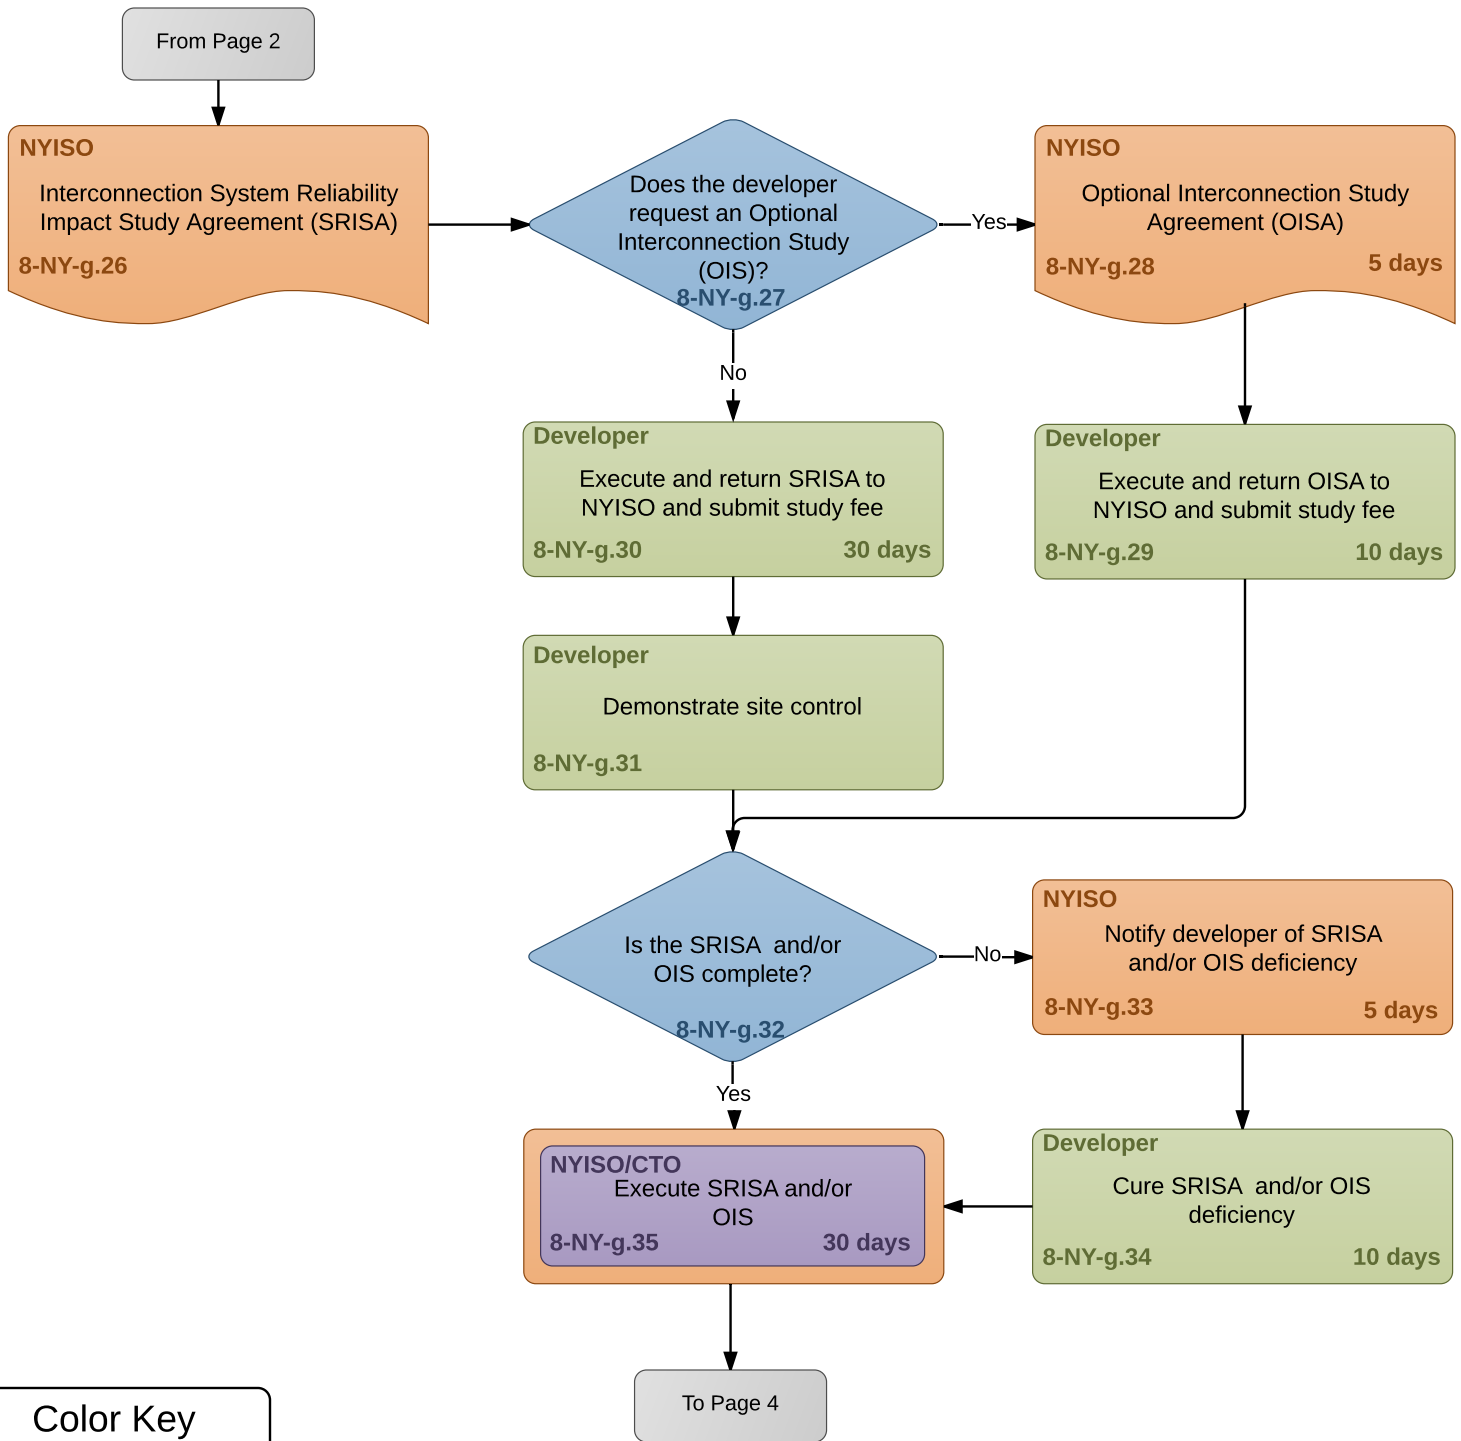 From Page 2
NYISO
Interconnection System Reliability
Impact Study Agreement (SRISA)
8-NY-g.26
Does the developer
request an Optional
Interconnection Study
(OIS)?
8-NY-g.27
Yes
NYISO
Optional Interconnection Study
Agreement (OISA)
8-NY-g.28
5 days
No
Developer
Execute and return SRISA to
NYISO and submit study fee
8-NY-g.30
30 days
Developer
Execute and return OISA to
NYISO and submit study fee
8-NY-g.29
10 days
Developer
Demonstrate site control
8-NY-g.31
Is the SRISA  and/or
OIS complete?
8-NY-g.32
No
NYISO
Notify developer of SRISA
and/or OIS deficiency
8-NY-g.33
5 days
Yes
NYISO/CTO
Execute SRISA and/or
OIS
8-NY-g.35
30 days
Developer
Cure SRISA  and/or OIS
deficiency
8-NY-g.34
10 days
To Page 4
Color Key